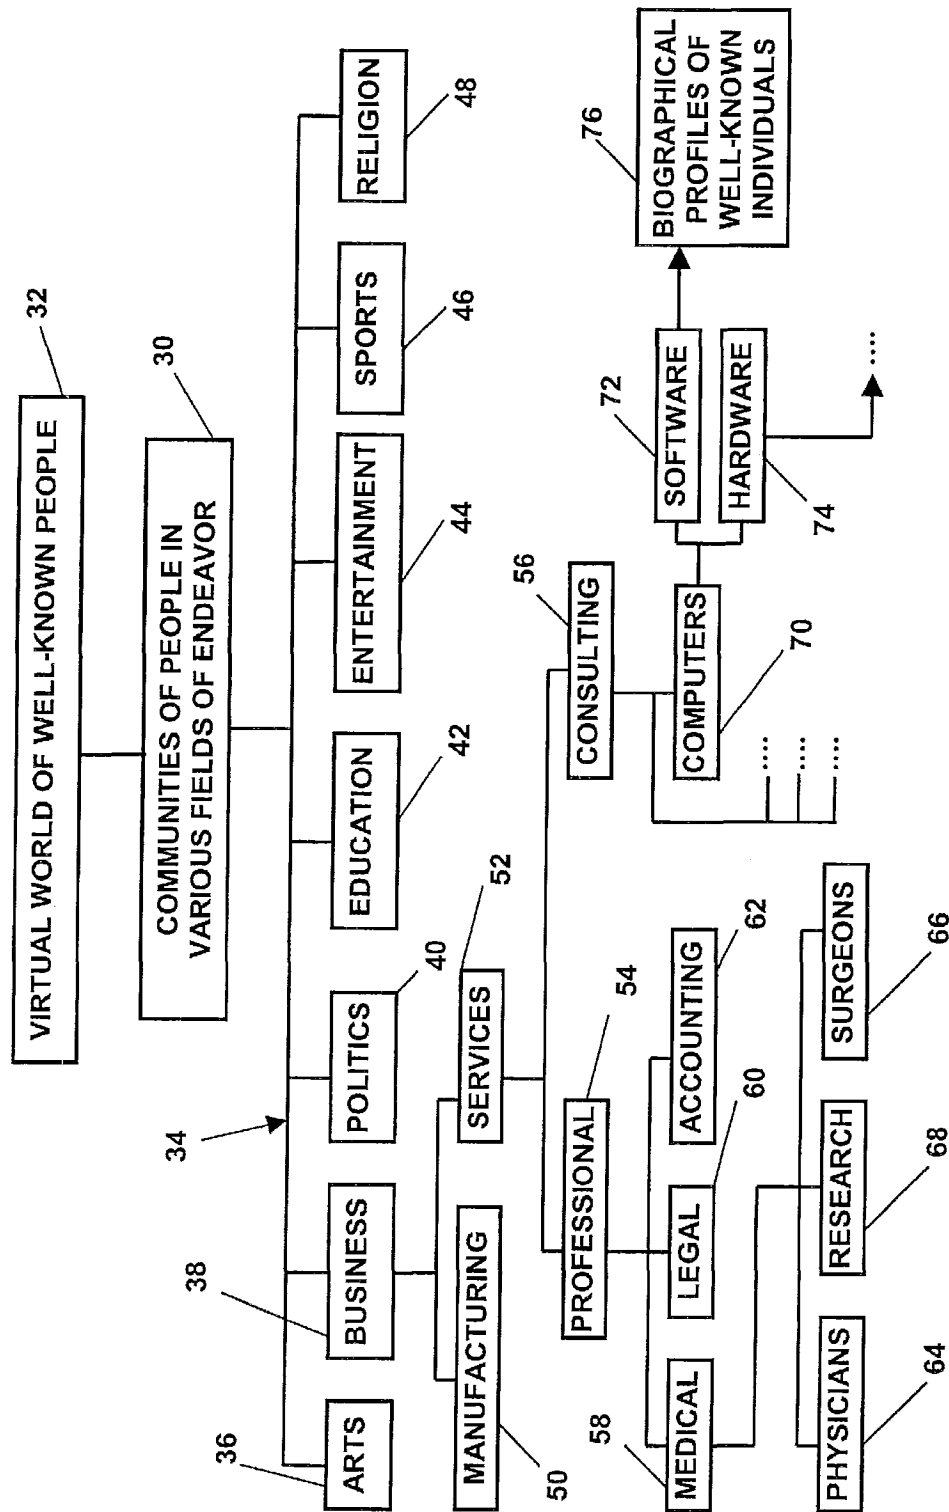 VIRTUAL WORLD OF WELL-KNOWN PEOPLE
32
COMMUNITIES OF PEOPLE IN
VARIOUS FIELDS OF ENDEAVOR
30
34
36
ARTS
38
BUSINESS
POLITICS
40
EDUCATION
42
ENTERTAINMENT
44
SPORTS
46
RELIGION
48
MANUFACTURING
50
SERVICES
52
PROFESSIONAL
54
CONSULTING
56
58
MEDICAL
LEGAL
60
ACCOUNTING
62
PHYSICIANS
64
RESEARCH
68
SURGEONS
66
COMPUTERS
70
....
....
....
72
SOFTWARE
HARDWARE
74
....
76
BIOGRAPHICAL
PROFILES OF
WELL-KNOWN
INDIVIDUALS